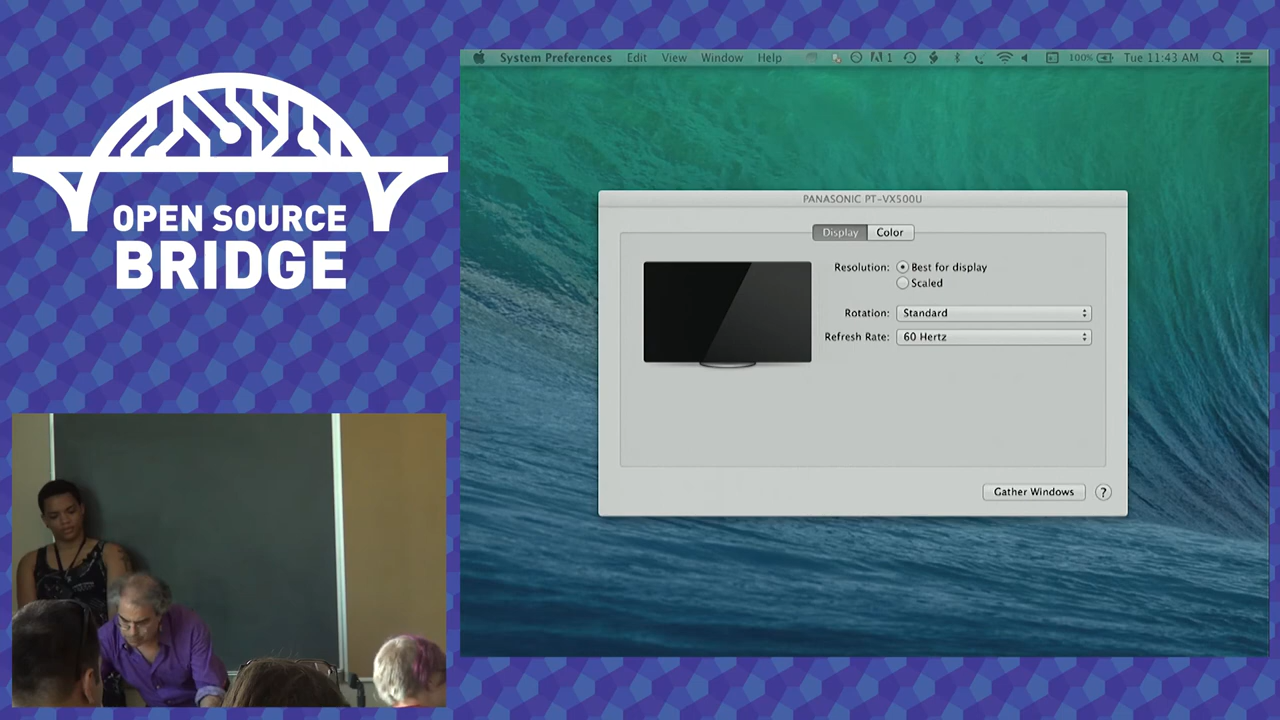 OPEN SOURCE
BRIDGE
System Preferences Edit View Window Help 1 100% Tue 11:43 AM
PANASONIC PT-VX500U
Display Color
Resolution: Best for display
Scaled
Rotation: Standard
Refresh Rate: 60 Hertz
Gather Windows ?